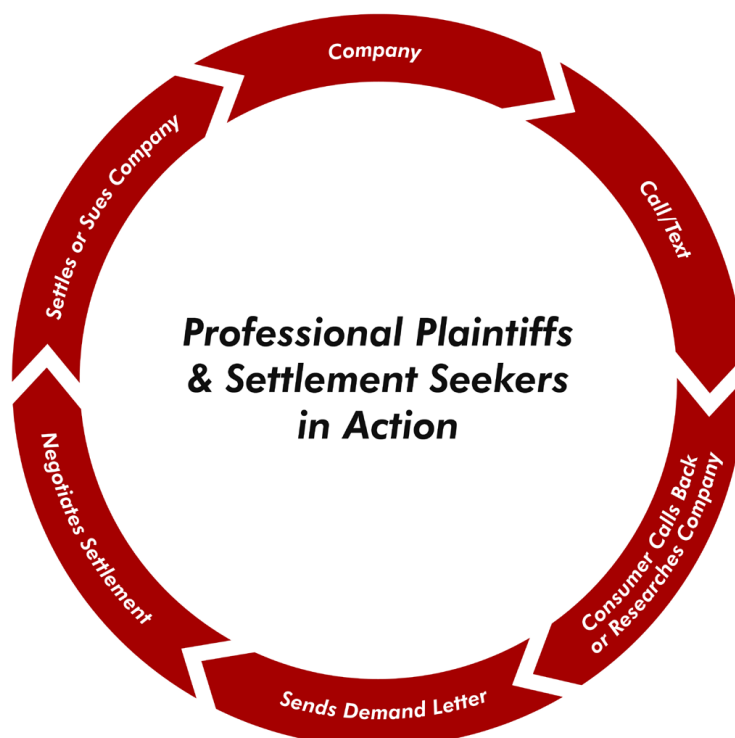 Company
Call/Text
Consumer Calls Back
or Researches Company
Sends Demand Letter
Negotiates Settlement
Settles or Sues Company
Professional Plaintiffs
& Settlement Seekers
in Action